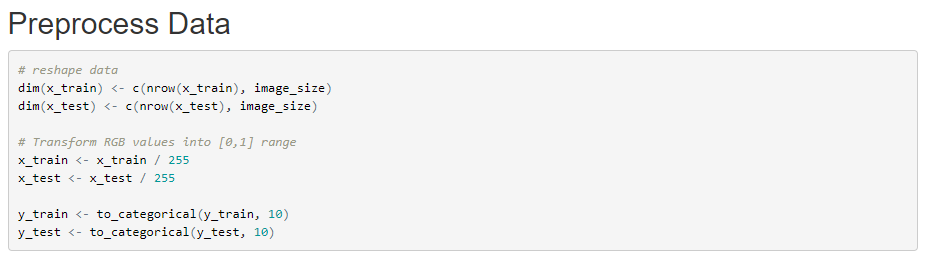 Preprocess Data
# reshape data
dim(x_train) <- c(nrow(x_train), image_size)
dim(x_test) <- c(nrow(x_test), image_size)
# Transform RGB values into [0,1] range
x_train <- x_train / 255
x_test <- x_test / 255
y_train <- to_categorical(y_train, 10)
y_test <- to_categorical(y_test, 10)